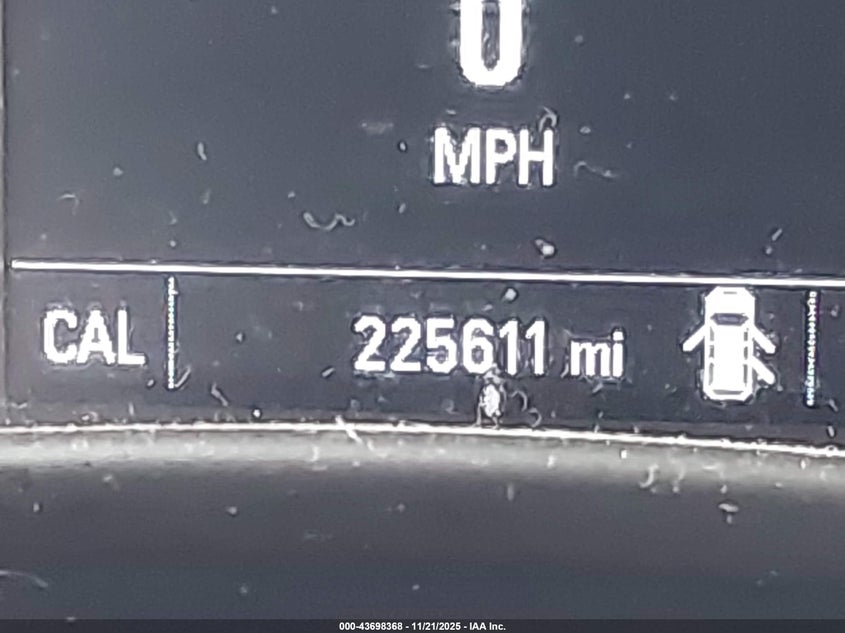 0
MPH
CAL 225611 mi
000-43698368 - 11/21/2025 - IAA Inc.